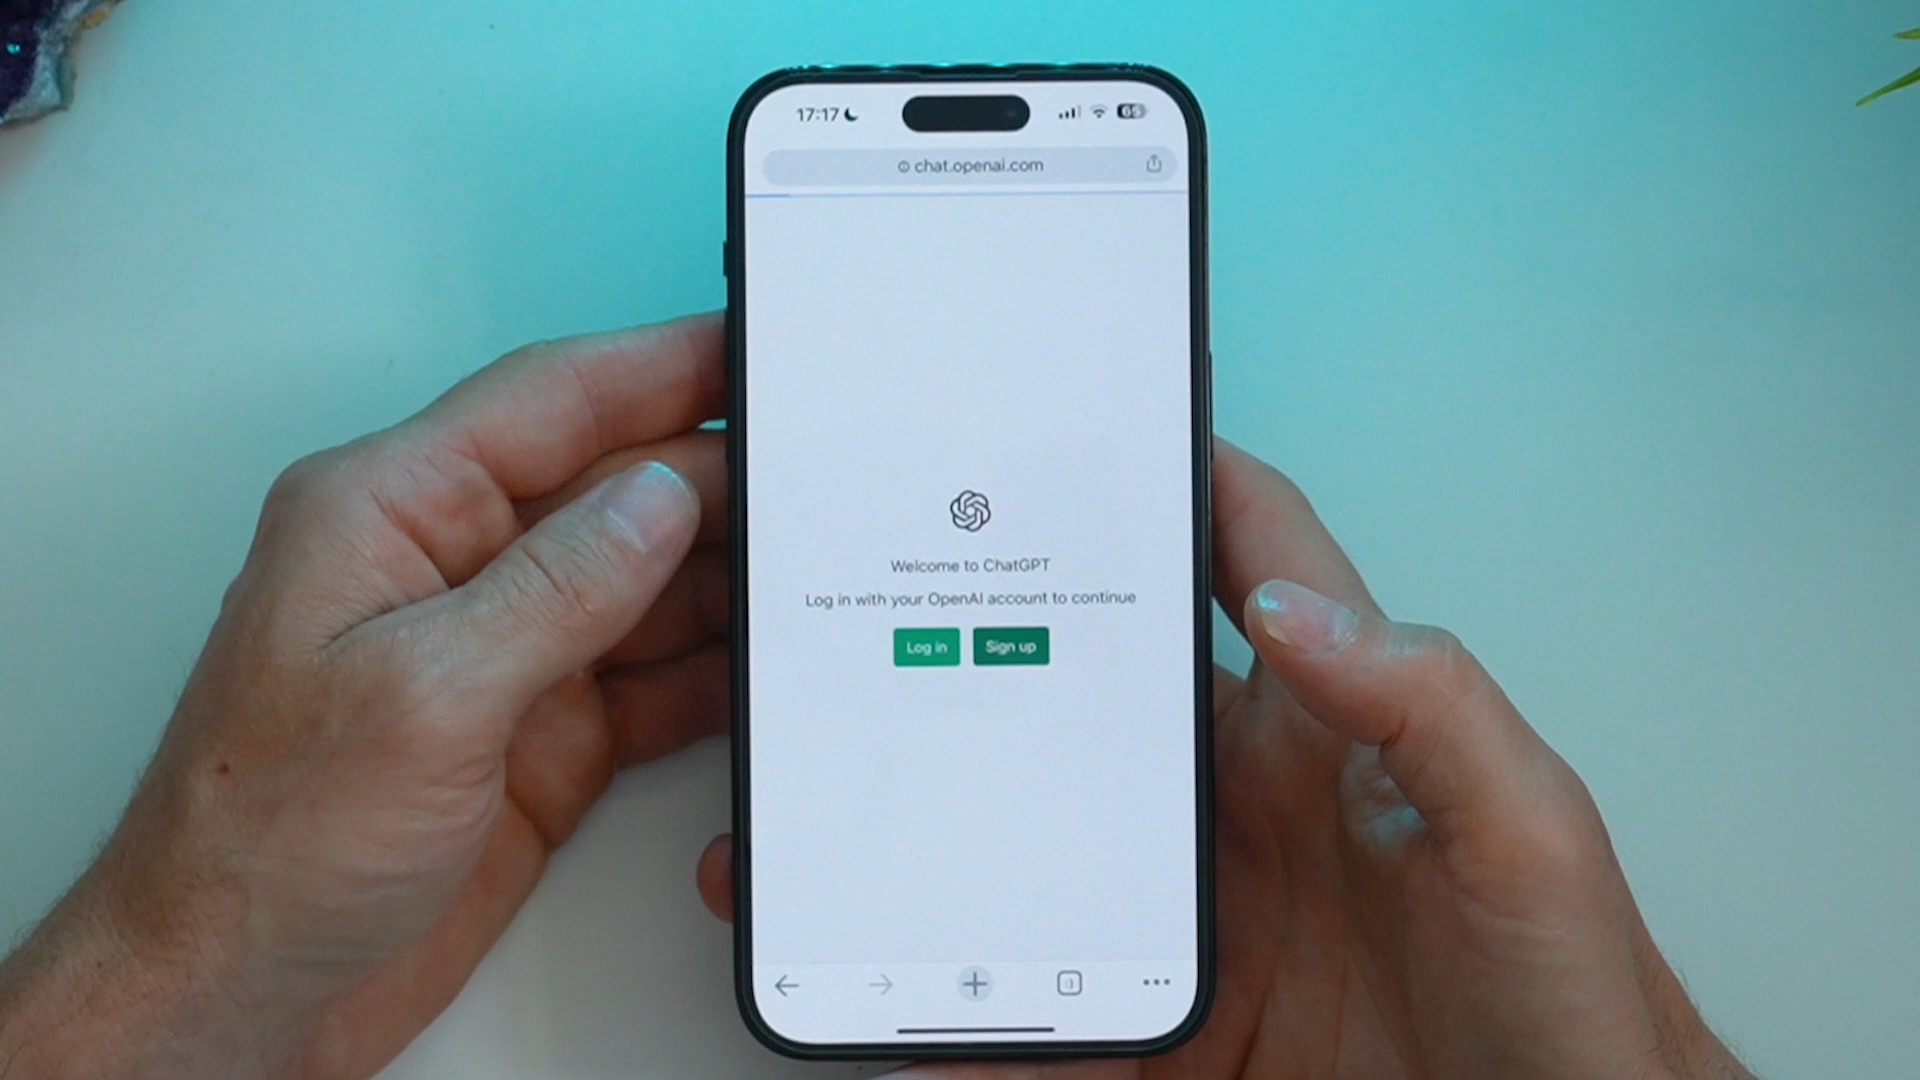 17:17
chat.openai.com
Welcome to ChatGPT
Log in with your OpenAI account to continue
Log in
Sign up
:)